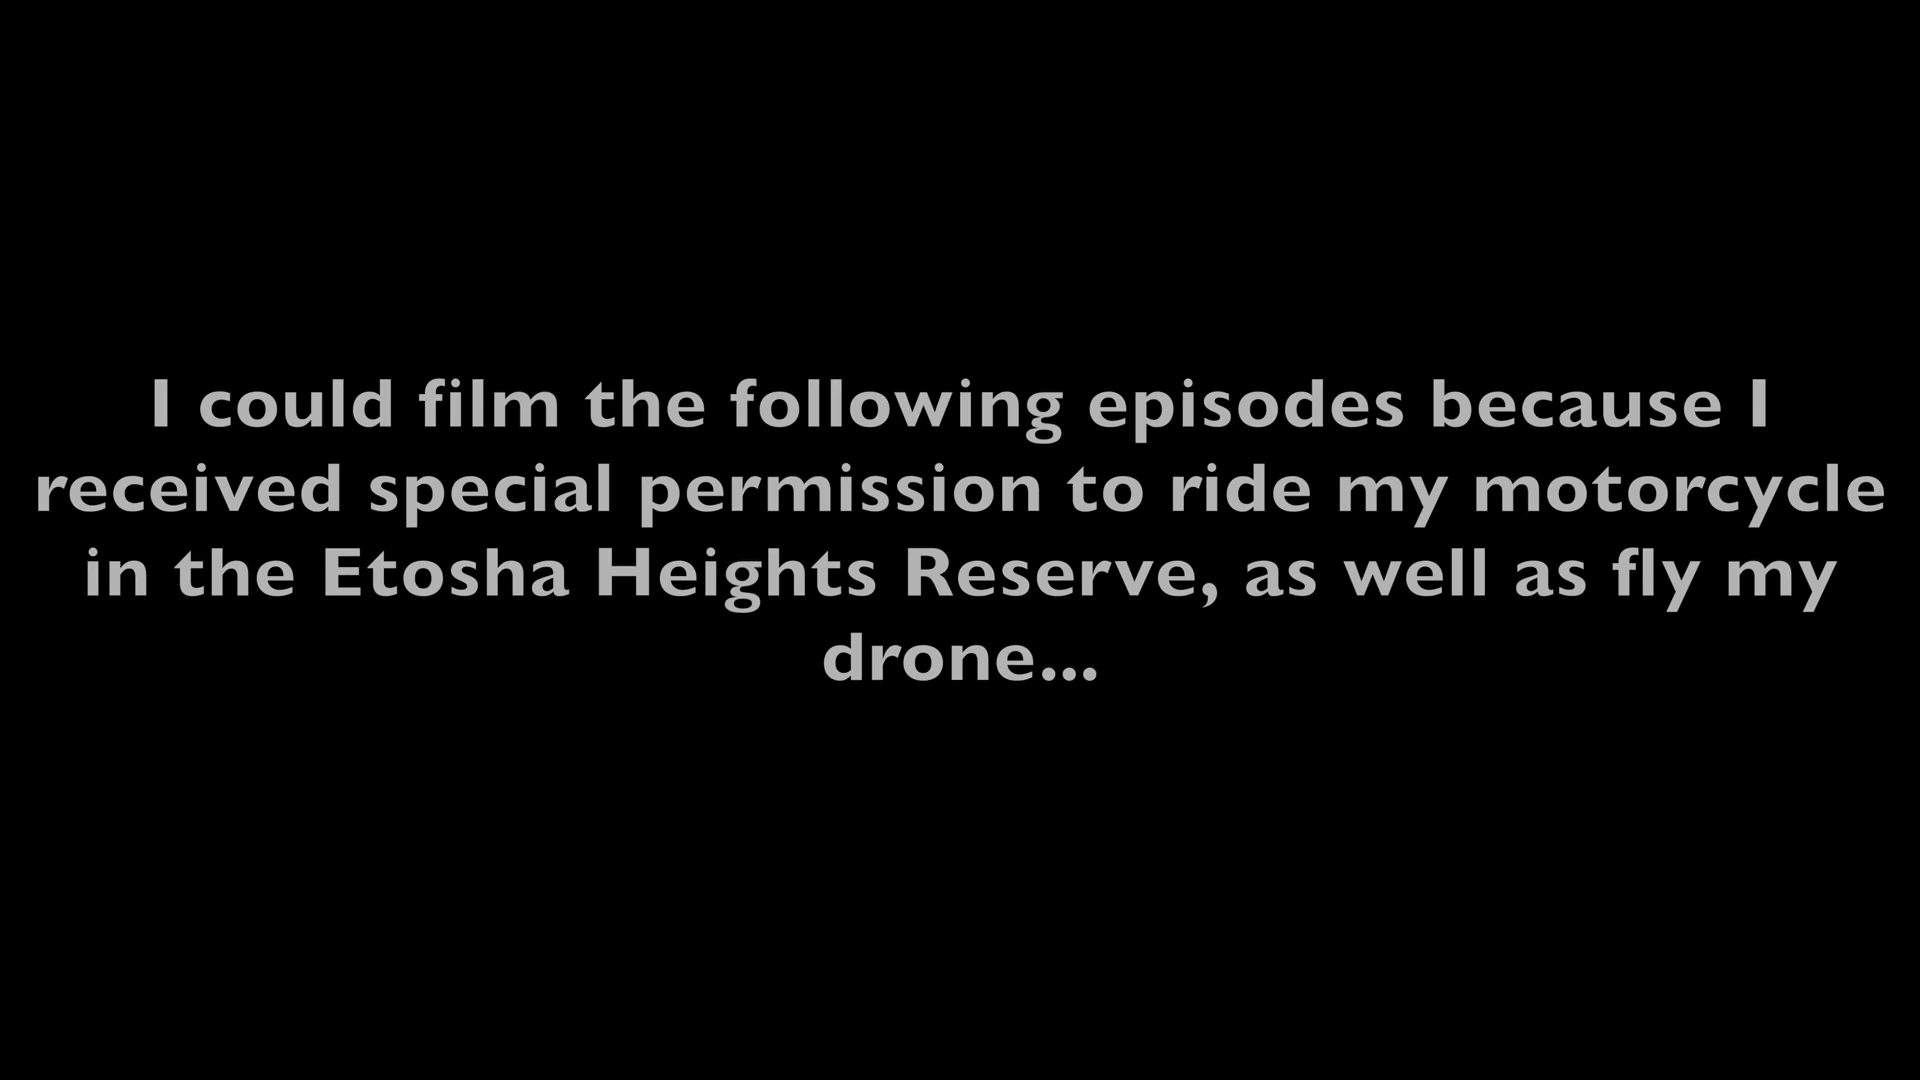 I could film the following episodes because I
received special permission to ride my motorcycle
in the Etosha Heights Reserve, as well as fly my
drone...